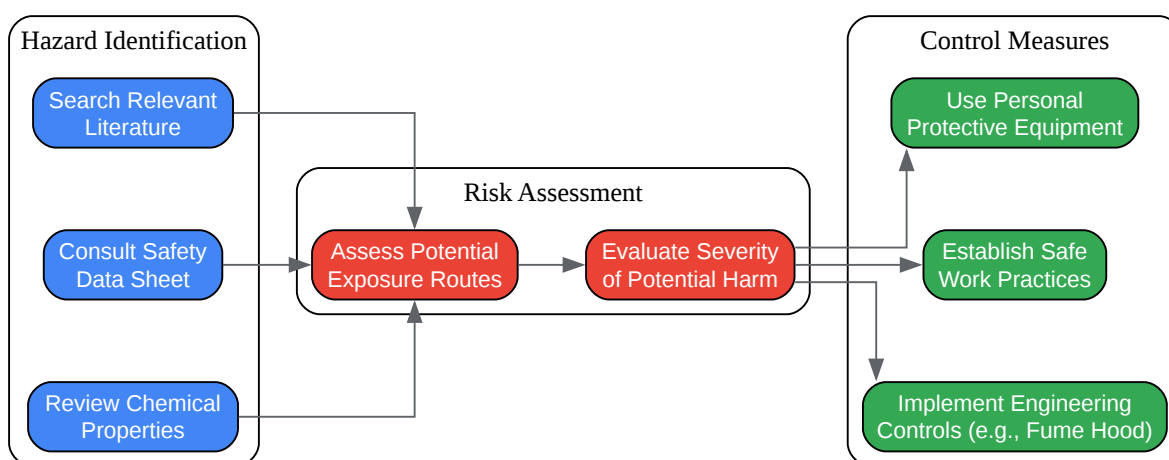 Hazard Identification
Search Relevant
Literature
Consult Safety
Data Sheet
Review Chemical
Properties
Risk Assessment
Assess Potential
Exposure Routes
Evaluate Severity
of Potential Harm
Control Measures
Use Personal
Protective Equipment
Establish Safe
Work Practices
Implement Engineering
Controls (e.g., Fume Hood)